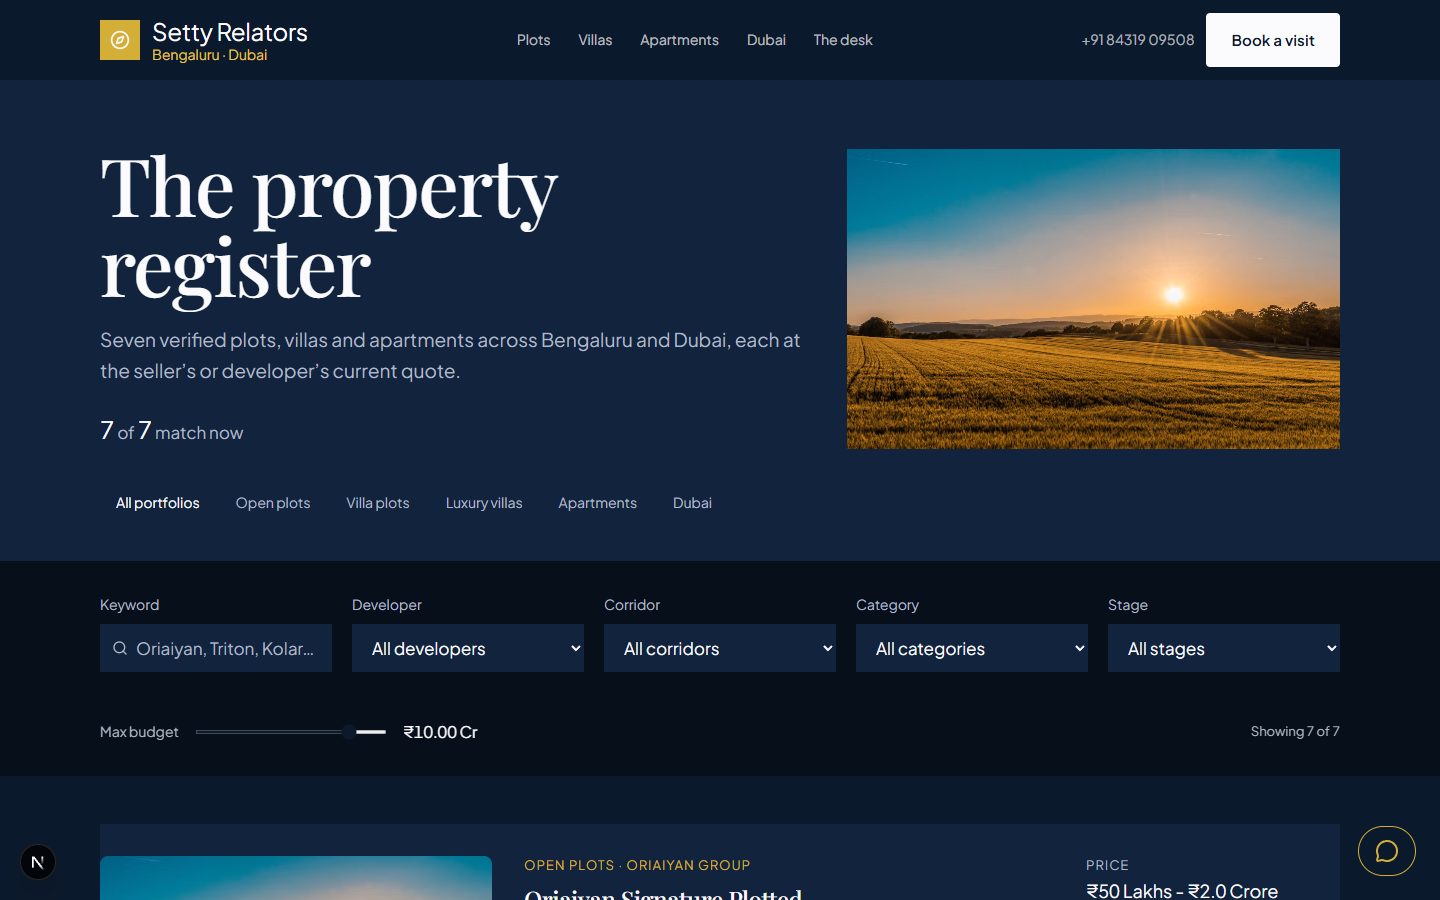 Setty Relators
Bengaluru · Dubai
Plots
Villas
Apartments
Dubai
The desk
+91 84319 09508
Book a visit
The property
register
Seven verified plots, villas and apartments across Bengaluru and Dubai, each at
the seller’s or developer’s current quote.
7 of 7 match now
All portfolios
Open plots
Villa plots
Luxury villas
Apartments
Dubai
Keyword
Developer
Corridor
Category
Stage
Oriaiyan, Triton, Kolar...
All developers
All corridors
All categories
All stages
Max budget
₹10.00 Cr
Showing 7 of 7
N
OPEN PLOTS · ORIAIYAN GROUP
PRICE
Oriaiyan Signature Plotted
₹50 Lakhs - ₹2.0 Crore